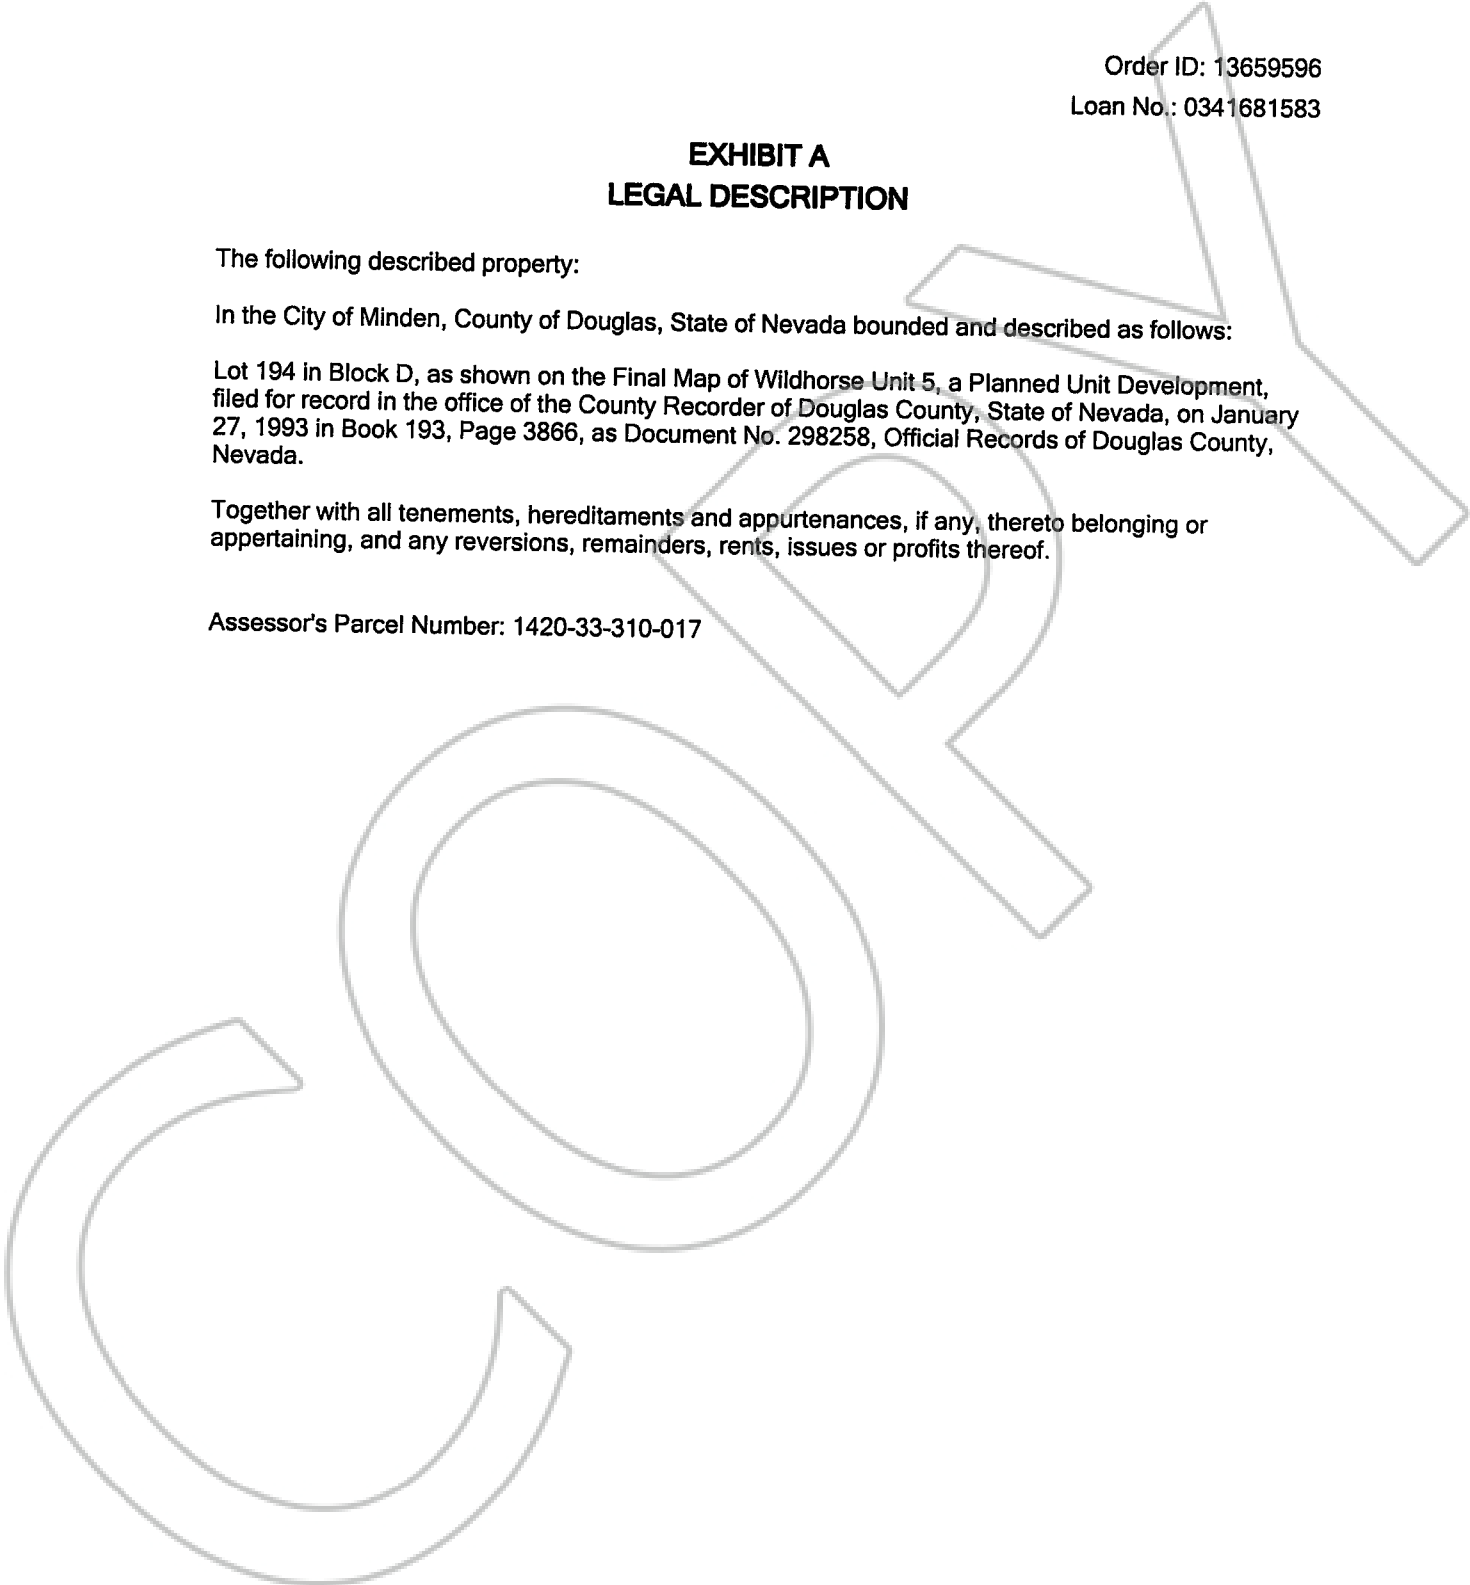 Order ID: 13659596
Loan No.: 0341681583
EXHIBIT A
LEGAL DESCRIPTION
The following described property:
In the City of Minden, County of Douglas, State of Nevada bounded and described as follows:
Lot 194 in Block D, as shown on the Final Map of Wildhorse Unit 5, a Planned Unit Development,
filed for record in the office of the County Recorder of Douglas County, State of Nevada, on January
27, 1993 in Book 193, Page 3866, as Document No. 298258, Official Records of Douglas County,
Nevada.
Together with all tenements, hereditaments and appurtenances, if any, thereto belonging or
appertaining, and any reversions, remainders, rents, issues or profits thereof.
Assessor's Parcel Number: 1420-33-310-017
COPY